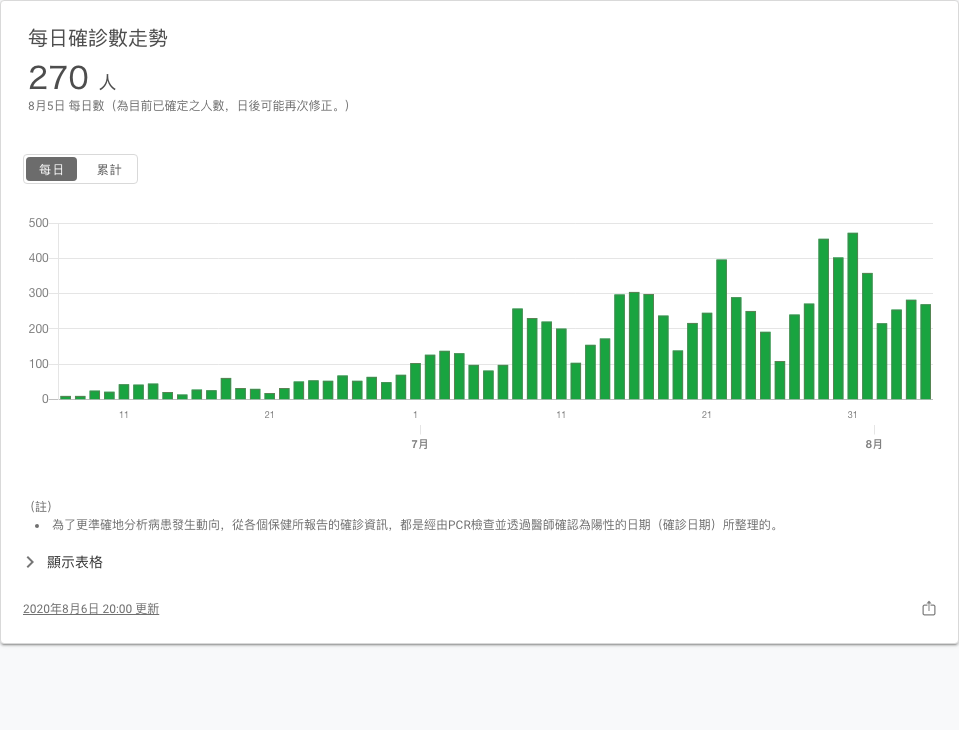 每日確診數走勢
270 人
8月5日 每日數（為目前已確定之人數，日後可能再次修正。）
每日 累計
500
400
300
200
100
0
11 21 1 11 21 31
7月 8月
（註）
• 為了更準確地分析病患發生動向，從各個保健所報告的確診資訊，都是經由PCR檢查並透過醫師確認為陽性的日期（確診日期）所整理的。
顯示表格
2020年8月6日 20:00 更新